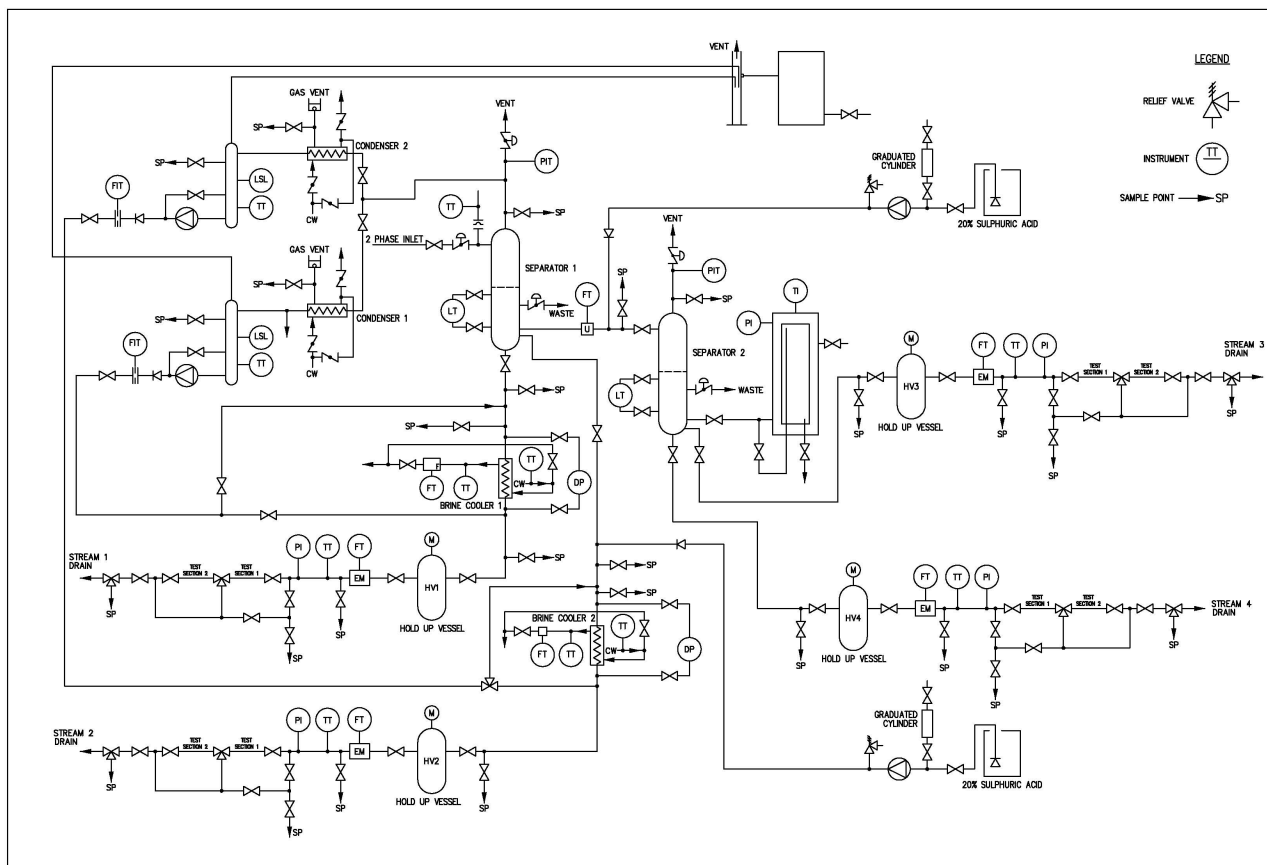 VENT
LEGEND
GAS VENT
VENT
RELIEF VALVE
SP
CONDENSER 2
PIT
GRADUATED
CYLINDER
TT
INSTRUMENT
SP
LSL
FIT
TT
TT
SP
SAMPLE POINT
SP
CW
20% SULPHURIC ACID
2 PHASE INLET
VENT
GAS VENT
SEPARATOR 1
PIT
SP
SP
FT
TI
LT
WASTE
SP
CONDENSER 1
U
PI
SP
LSL
FIT
TT
SEPARATOR 2
M
FT
TT
PI
STREAM 3
DRAIN
CW
TEST
SECTION 1
TEST
SECTION 2
HV3
EM
SP
LT
WASTE
HOLD UP VESSEL
SP
SP
SP
SP
SP
TT
F
CW
DP
FT
TT
BRINE COOLER 1
STREAM 1
DRAIN
PI
TT
FT
M
SP
SP
TEST
SECTION 2
TEST
SECTION 1
EM
HV1
SP
SP
SP
SP
HOLD UP VESSEL
M
FT
TT
PI
TEST
SECTION 1
TEST
SECTION 2
STREAM 4
DRAIN
HV4
EM
HOLD UP VESSEL
SP
SP
SP
SP
BRINE COOLER 2
TT
CW
DP
FT
TT
STREAM 2
DRAIN
PI
TT
FT
M
TEST
SECTION 2
TEST
SECTION 1
EM
HV2
SP
SP
SP
SP
HOLD UP VESSEL
GRADUATED
CYLINDER
20% SULPHURIC ACID